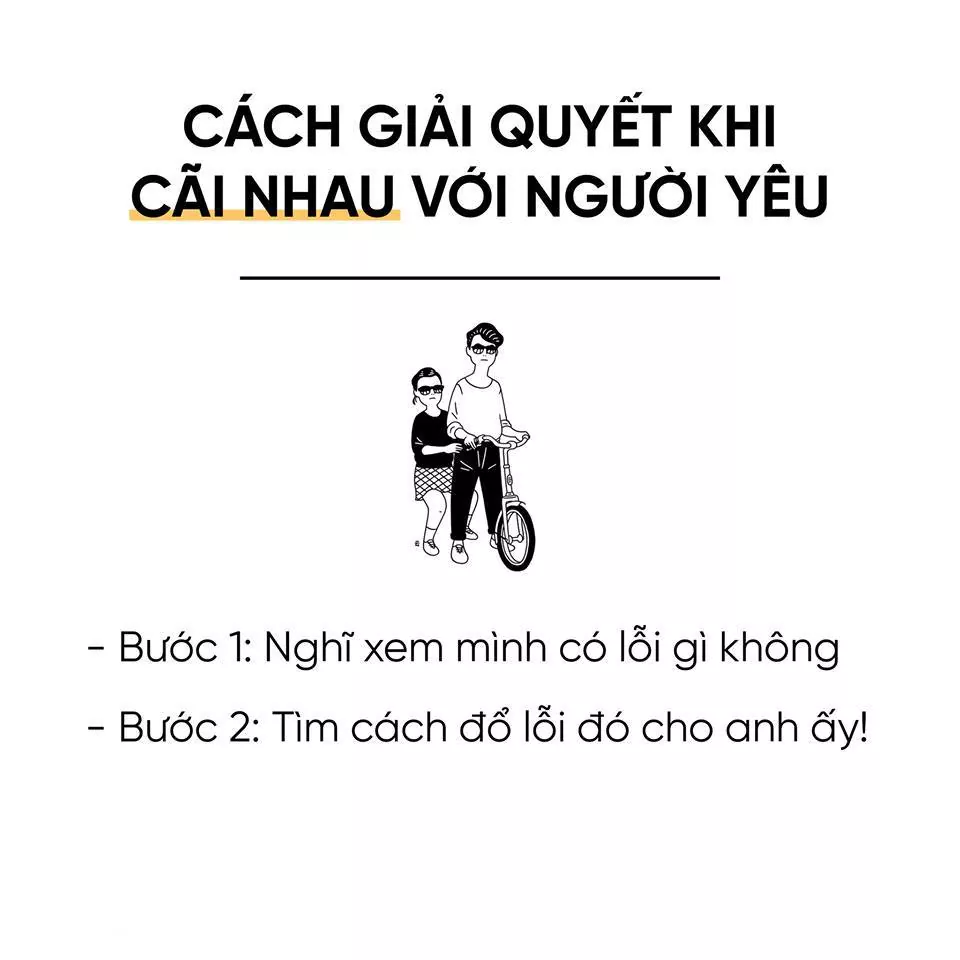 CÁCH GIẢI QUYẾT KHI
CÃI NHAU VỚI NGƯỜI YÊU
- Bước 1: Nghĩ xem mình có lỗi gì không
- Bước 2: Tìm cách đổ lỗi đó cho anh ấy!